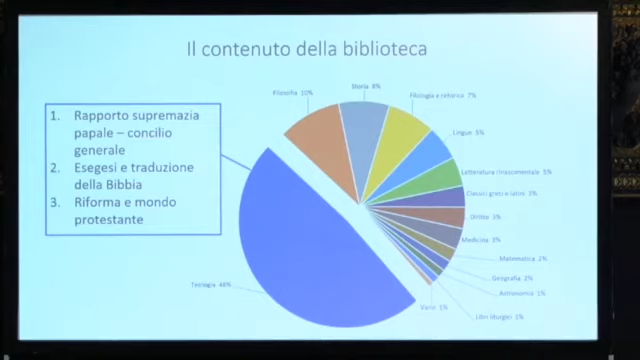 Il contenuto della biblioteca
1. Rapporto supremazia
papale – concilio
generale
2. Esegesi e traduzione
della Bibbia
3. Riforma e mondo
protestante
Filosofia 10%
Storia 8%
Filologia e retorica 7%
Lingue 5%
Letteratura rinascimentale 5%
Classici greci e latini 3%
Diritto 3%
Medicina 3%
Matematica 2%
Geografia 2%
Astronomia 1%
Libri liturgici 1%
Varie 1%
Teologia 48%